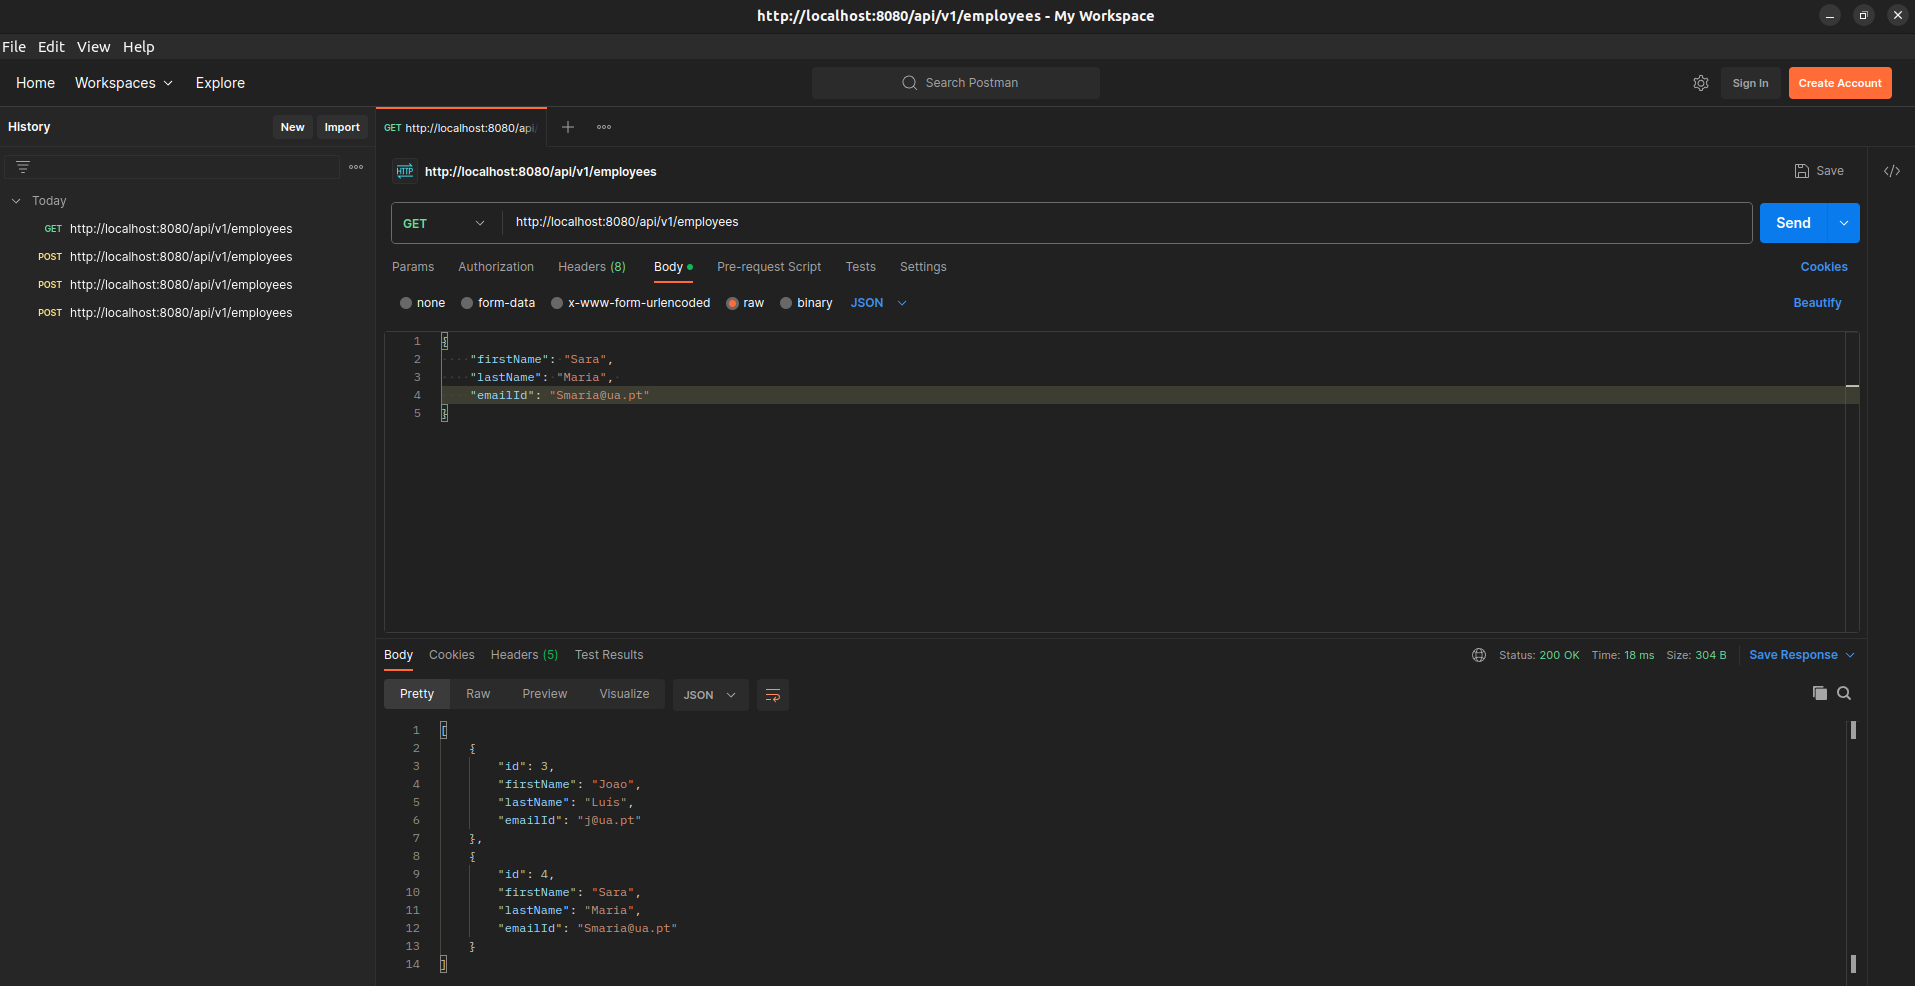 http://localhost:8080/api/v1/employees - My Workspace
File Edit View Help
Home Workspaces Explore
Search Postman
Sign In Create Account
History New Import
GET http://localhost:8080/api
http://localhost:8080/api/v1/employees
Save
Today
GET http://localhost:8080/api/v1/employees
POST http://localhost:8080/api/v1/employees
POST http://localhost:8080/api/v1/employees
POST http://localhost:8080/api/v1/employees
HTTP
GET http://localhost:8080/api/v1/employees
Send
Params Authorization Headers (8) Body Pre-request Script Tests Settings Cookies
none form-data x-www-form-urlencoded raw binary JSON Beautify
1 {
2 "firstName": "Sara",
3 "lastName": "Maria",
4 "emailId": "Smaria@ua.pt"
5 }
Body Cookies Headers (5) Test Results
Status: 200 OK Time: 18 ms Size: 304 B Save Response
Pretty Raw Preview Visualize JSON
1 [
2 {
3 "id": 3,
4 "firstName": "Joao",
5 "lastName": "Luis",
6 "emailId": "j@ua.pt"
7 },
8 {
9 "id": 4,
10 "firstName": "Sara",
11 "lastName": "Maria",
12 "emailId": "Smaria@ua.pt"
13 }
14 ]